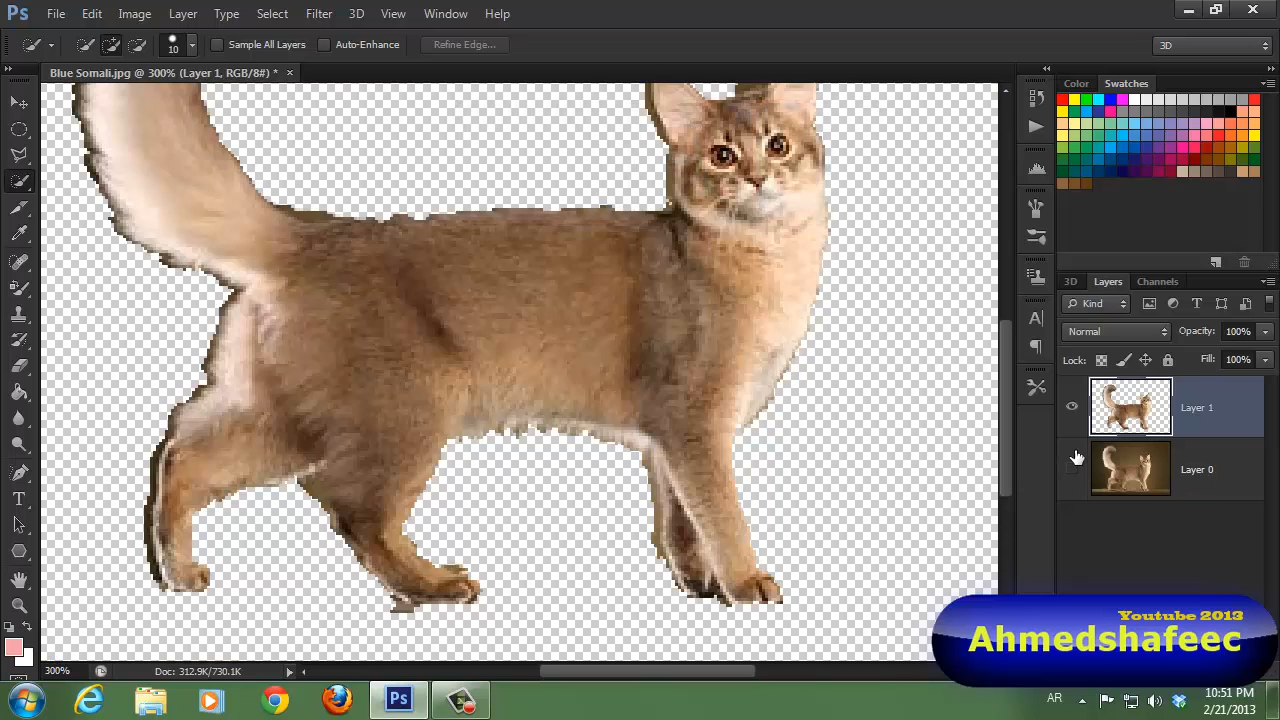 Ps File Edit Image Layer Type Select Filter 3D View Window Help
10 Sample All Layers Auto-Enhance Refine Edge... 3D
Blue Somali.jpg @ 300% (Layer 1, RGB/8#) * ×
Color Swatches
3D Layers Channels
Kind
Normal Opacity: 100%
Lock: Fill: 100%
Layer 1
Layer 0
Youtube 2013
Ahmedshafeec
300% Doc: 312.9K/730.1K
Ps AR 10:51 PM
2/21/2013